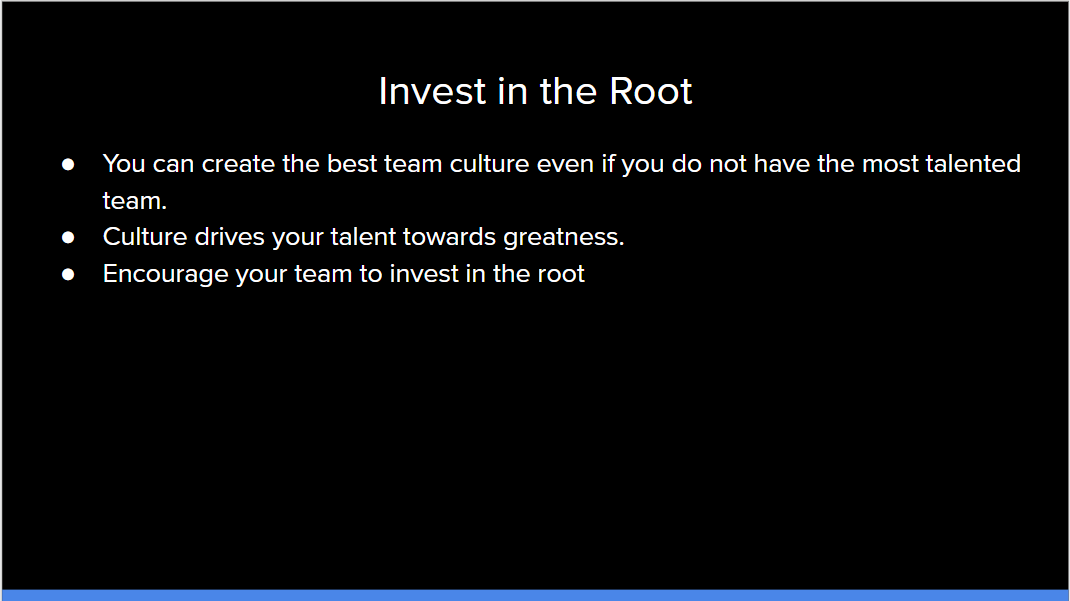 Invest in the Root
● You can create the best team culture even if you do not have the most talented
team.
● Culture drives your talent towards greatness.
● Encourage your team to invest in the root